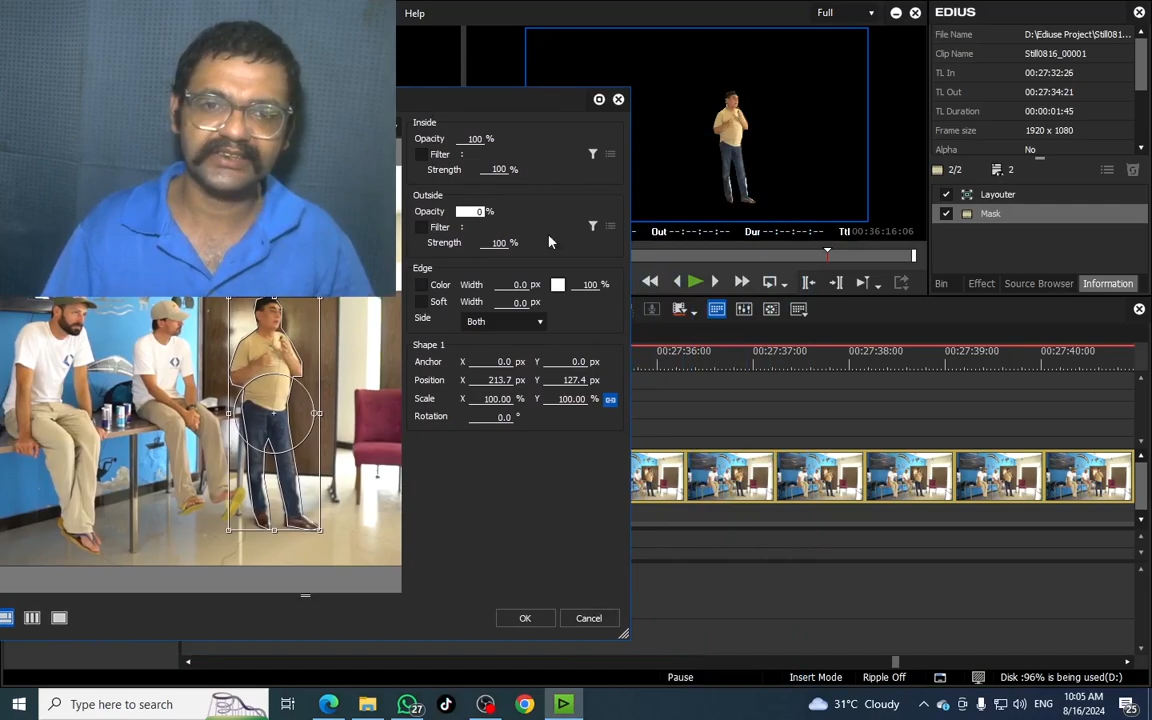 Help
Full
EDIUS
File Name D:\Ediuse Project\Still081...
Clip Name Still0816_00001
TL In 00:27:32:26
TL Out 00:27:34:21
TL Duration 00:00:01:45
Frame size 1920 x 1080
Alpha No
2/2 2
Layouter
Mask
Inside
Opacity 100 %
Filter :
Strength 100 %
Outside
Opacity 0 %
Filter :
Strength 100 %
Edge
Color Width 0.0 px 100 %
Soft Width 0.0 px
Side Both
Shape 1
Anchor X 0.0 px Y 0.0 px
Position X 213.7 px Y 127.4 px
Scale X 100.00 % Y 100.00 %
Rotation 0.0 °
OK Cancel
Out --:--:--:-- Dur --:--:--:-- Ttl 00:36:16:06
Bin Effect Source Browser Information
00:27:36:00 00:27:37:00 00:27:38:00 00:27:39:00 00:27:40:00
Pause Insert Mode Ripple Off Disk :96% is being used(D:)
Type here to search
27
31°C Cloudy
ENG
10:05 AM
8/16/2024
25